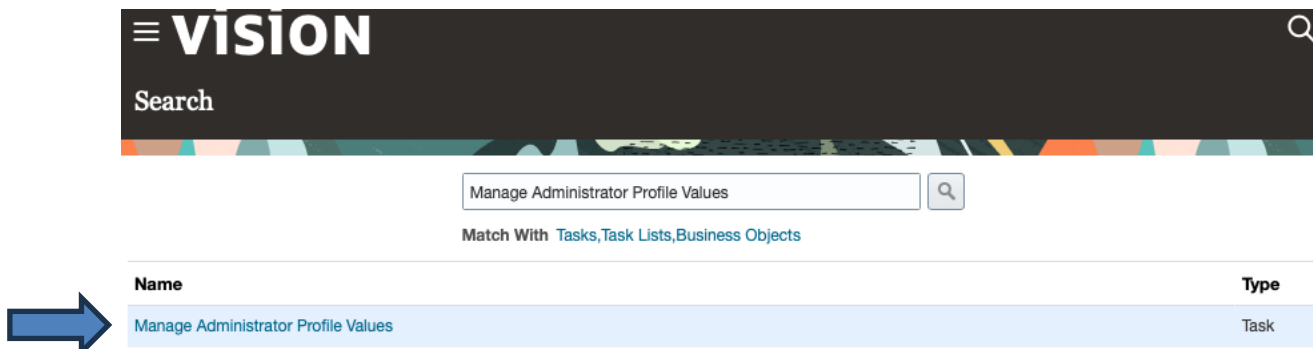 VISION
Search
Manage Administrator Profile Values
Match With Tasks,Task Lists,Business Objects
Name Type
Manage Administrator Profile Values Task